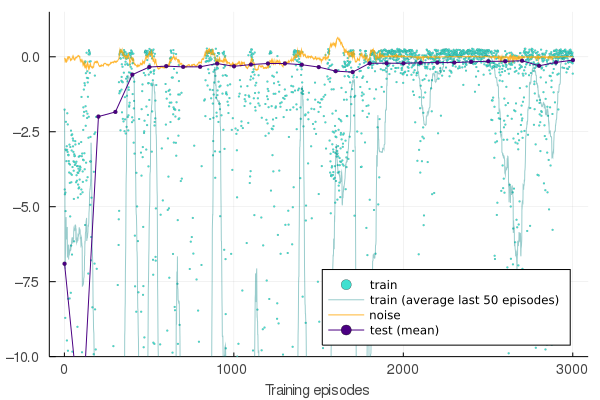 0.0
−2.5
−5.0
−7.5
−10.0
0
1000
2000
3000
Training episodes
train
train (average last 50 episodes)
noise
test (mean)